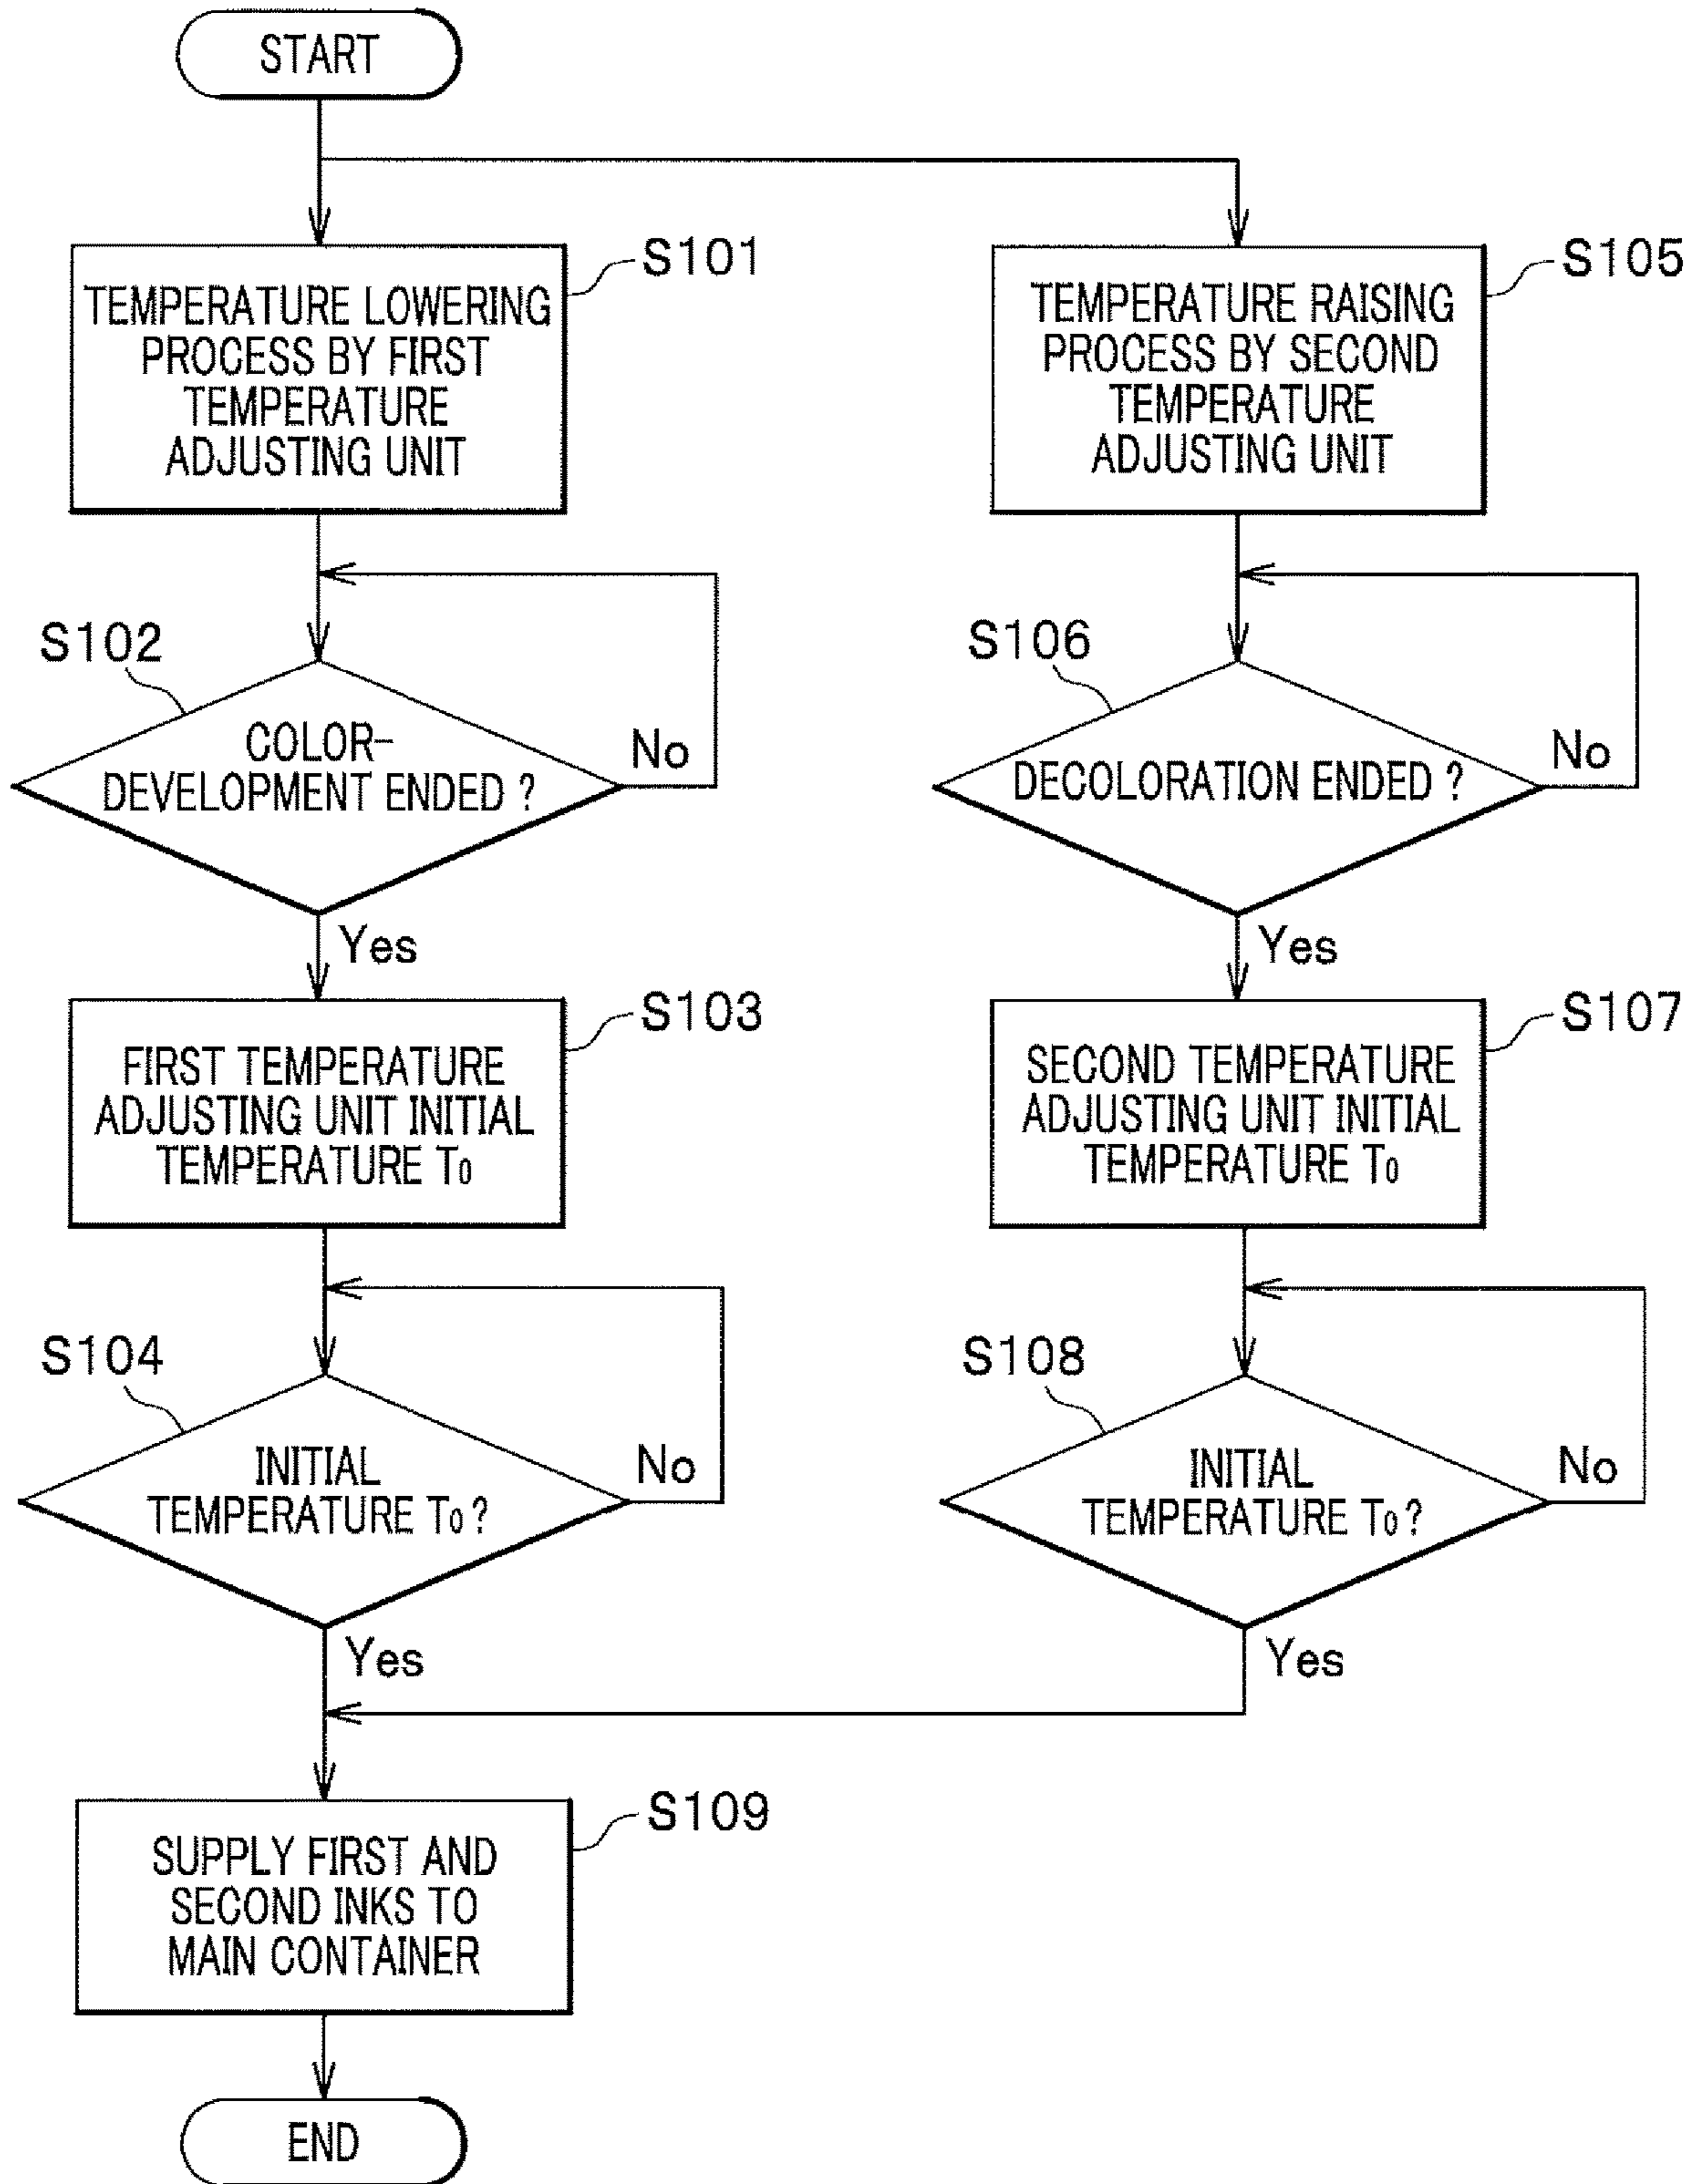 START
S101
TEMPERATURE LOWERING
PROCESS BY FIRST
TEMPERATURE
ADJUSTING UNIT
S102
COLOR-
DEVELOPMENT ENDED ?
No
Yes
S103
FIRST TEMPERATURE
ADJUSTING UNIT INITIAL
TEMPERATURE T₀
S104
INITIAL
TEMPERATURE T₀ ?
No
Yes
S105
TEMPERATURE RAISING
PROCESS BY SECOND
TEMPERATURE
ADJUSTING UNIT
S106
DECOLORATION ENDED ?
No
Yes
S107
SECOND TEMPERATURE
ADJUSTING UNIT INITIAL
TEMPERATURE T₀
S108
INITIAL
TEMPERATURE T₀ ?
No
Yes
S109
SUPPLY FIRST AND
SECOND INKS TO
MAIN CONTAINER
END